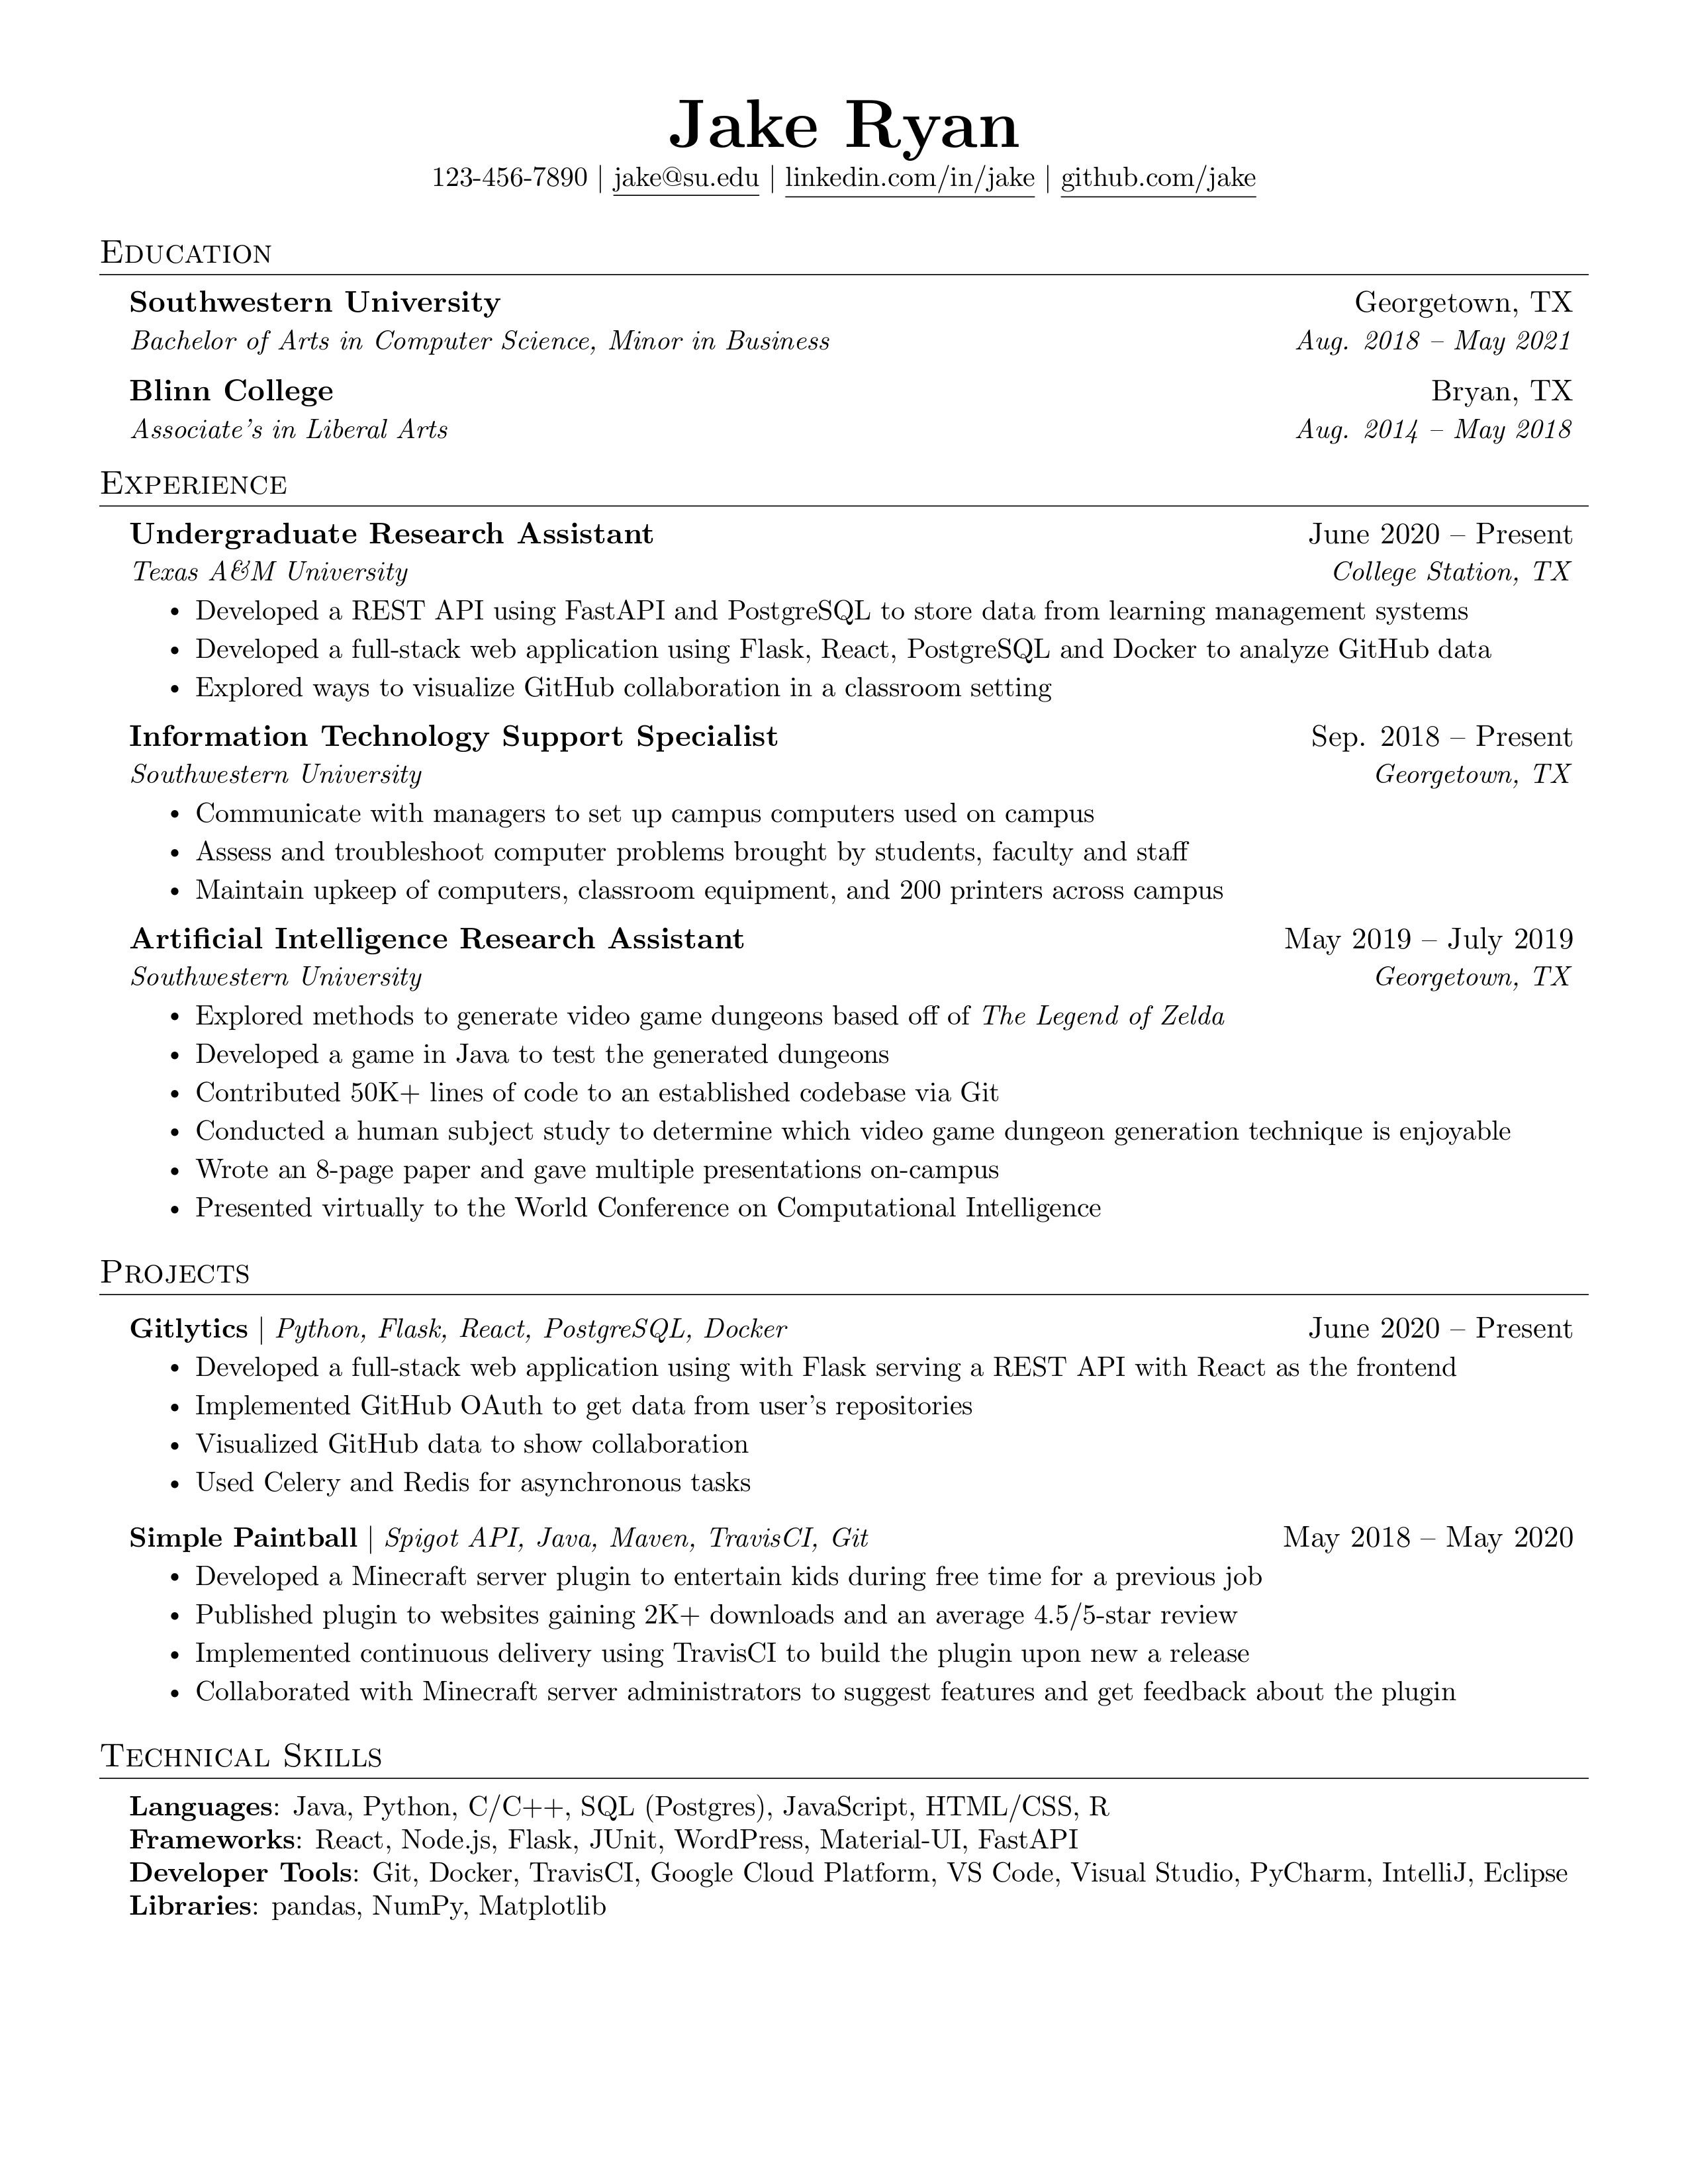 Jake Ryan
123-456-7890 | jake@su.edu | linkedin.com/in/jake | github.com/jake
Education
Southwestern University Georgetown, TX
Bachelor of Arts in Computer Science, Minor in Business Aug. 2018 – May 2021
Blinn College Bryan, TX
Associate's in Liberal Arts Aug. 2014 – May 2018
Experience
Undergraduate Research Assistant June 2020 – Present
Texas A&M University College Station, TX
• Developed a REST API using FastAPI and PostgreSQL to store data from learning management systems
• Developed a full-stack web application using Flask, React, PostgreSQL and Docker to analyze GitHub data
• Explored ways to visualize GitHub collaboration in a classroom setting
Information Technology Support Specialist Sep. 2018 – Present
Southwestern University Georgetown, TX
• Communicate with managers to set up campus computers used on campus
• Assess and troubleshoot computer problems brought by students, faculty and staff
• Maintain upkeep of computers, classroom equipment, and 200 printers across campus
Artificial Intelligence Research Assistant May 2019 – July 2019
Southwestern University Georgetown, TX
• Explored methods to generate video game dungeons based off of The Legend of Zelda
• Developed a game in Java to test the generated dungeons
• Contributed 50K+ lines of code to an established codebase via Git
• Conducted a human subject study to determine which video game dungeon generation technique is enjoyable
• Wrote an 8-page paper and gave multiple presentations on-campus
• Presented virtually to the World Conference on Computational Intelligence
Projects
Gitlytics | Python, Flask, React, PostgreSQL, Docker June 2020 – Present
• Developed a full-stack web application using with Flask serving a REST API with React as the frontend
• Implemented GitHub OAuth to get data from user's repositories
• Visualized GitHub data to show collaboration
• Used Celery and Redis for asynchronous tasks
Simple Paintball | Spigot API, Java, Maven, TravisCI, Git May 2018 – May 2020
• Developed a Minecraft server plugin to entertain kids during free time for a previous job
• Published plugin to websites gaining 2K+ downloads and an average 4.5/5-star review
• Implemented continuous delivery using TravisCI to build the plugin upon new a release
• Collaborated with Minecraft server administrators to suggest features and get feedback about the plugin
Technical Skills
Languages: Java, Python, C/C++, SQL (Postgres), JavaScript, HTML/CSS, R
Frameworks: React, Node.js, Flask, JUnit, WordPress, Material-UI, FastAPI
Developer Tools: Git, Docker, TravisCI, Google Cloud Platform, VS Code, Visual Studio, PyCharm, IntelliJ, Eclipse
Libraries: pandas, NumPy, Matplotlib